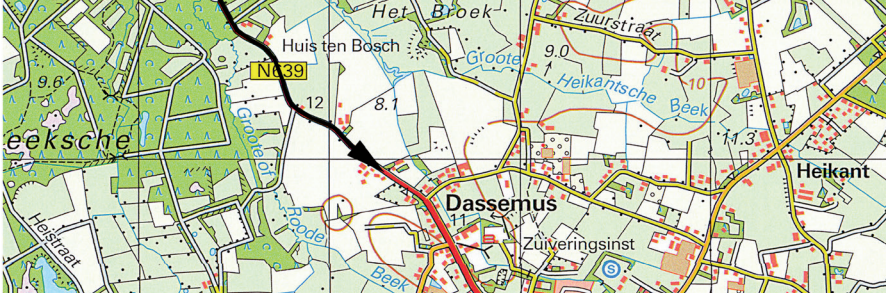 Het Broek
Zuurstraat
Huis ten Bosch
9.0
Groote
N639
9.6
Heikantsche
Beek
10
12
8.1
Groote of
11.3
eeksche
Heikant
Dassemus
Roode
11
Heistraat
Zuiveringsinst
Beek
S